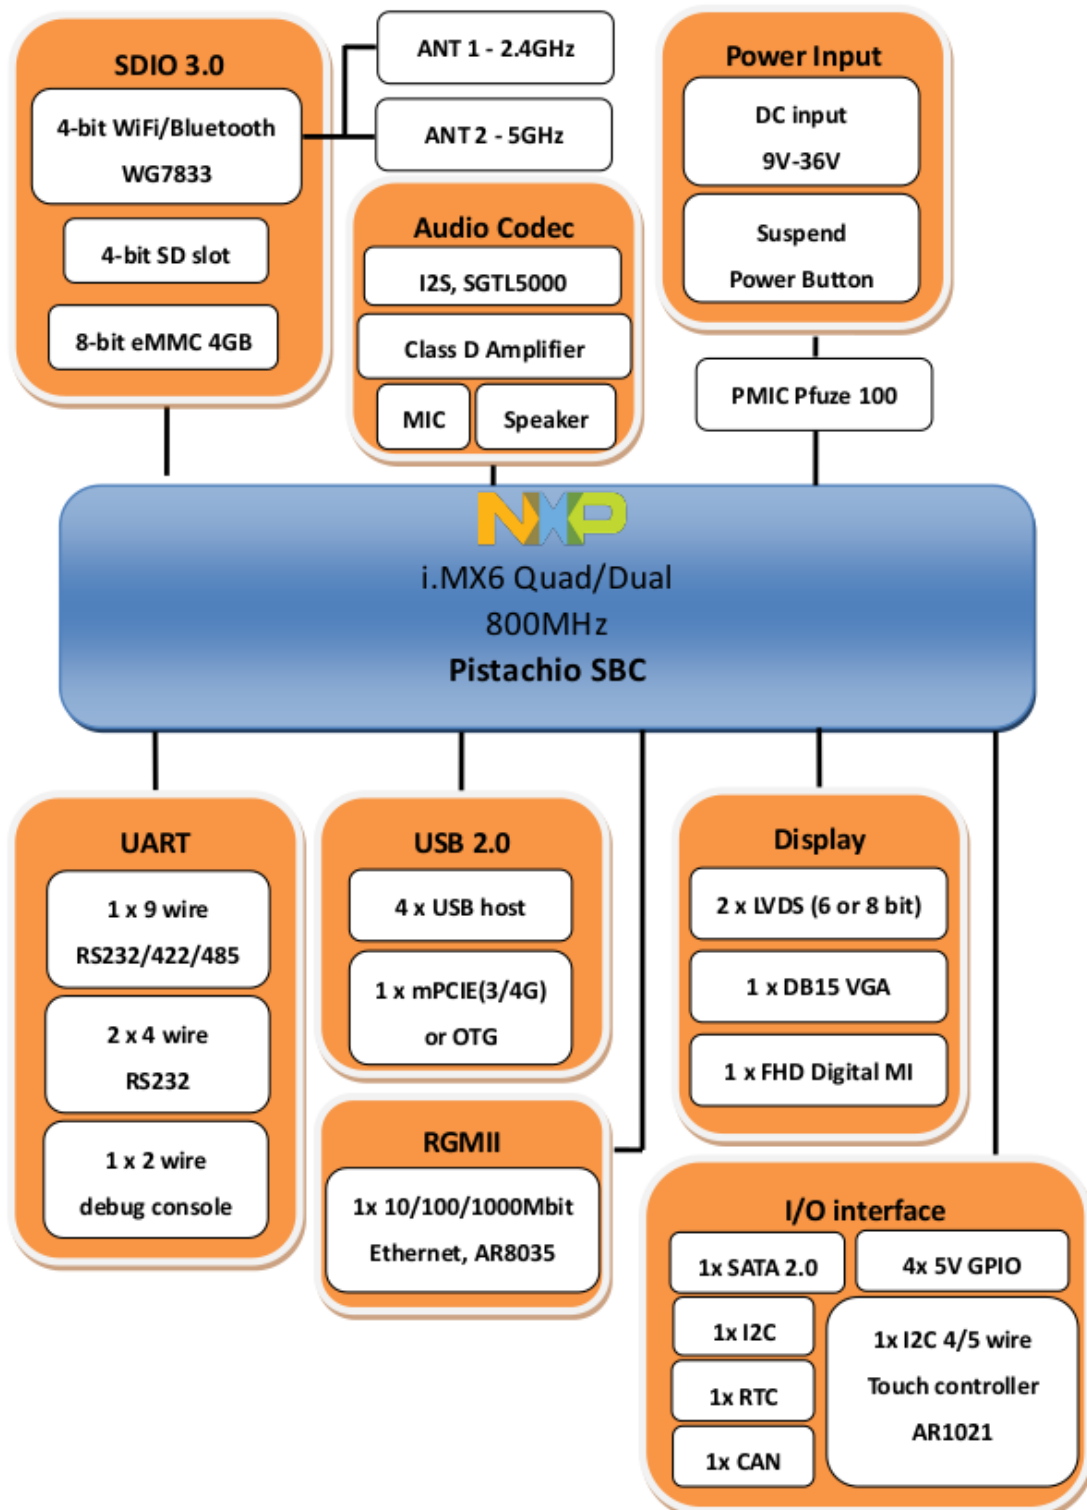 SDIO 3.0
4-bit WiFi/Bluetooth
WG7833
4-bit SD slot
8-bit eMMC 4GB
ANT 1 - 2.4GHz
ANT 2 - 5GHz
Audio Codec
I2S, SGTL5000
Class D Amplifier
MIC
Speaker
Power Input
DC input
9V-36V
Suspend
Power Button
PMIC Pfuze 100
NXP
i.MX6 Quad/Dual
800MHz
Pistachio SBC
UART
1 x 9 wire
RS232/422/485
2 x 4 wire
RS232
1 x 2 wire
debug console
USB 2.0
4 x USB host
1 x mPCIE(3/4G)
or OTG
RGMII
1x 10/100/1000Mbit
Ethernet, AR8035
Display
2 x LVDS (6 or 8 bit)
1 x DB15 VGA
1 x FHD Digital MI
I/O interface
1x SATA 2.0
4x 5V GPIO
1x I2C
1x RTC
1x CAN
1x I2C 4/5 wire
Touch controller
AR1021